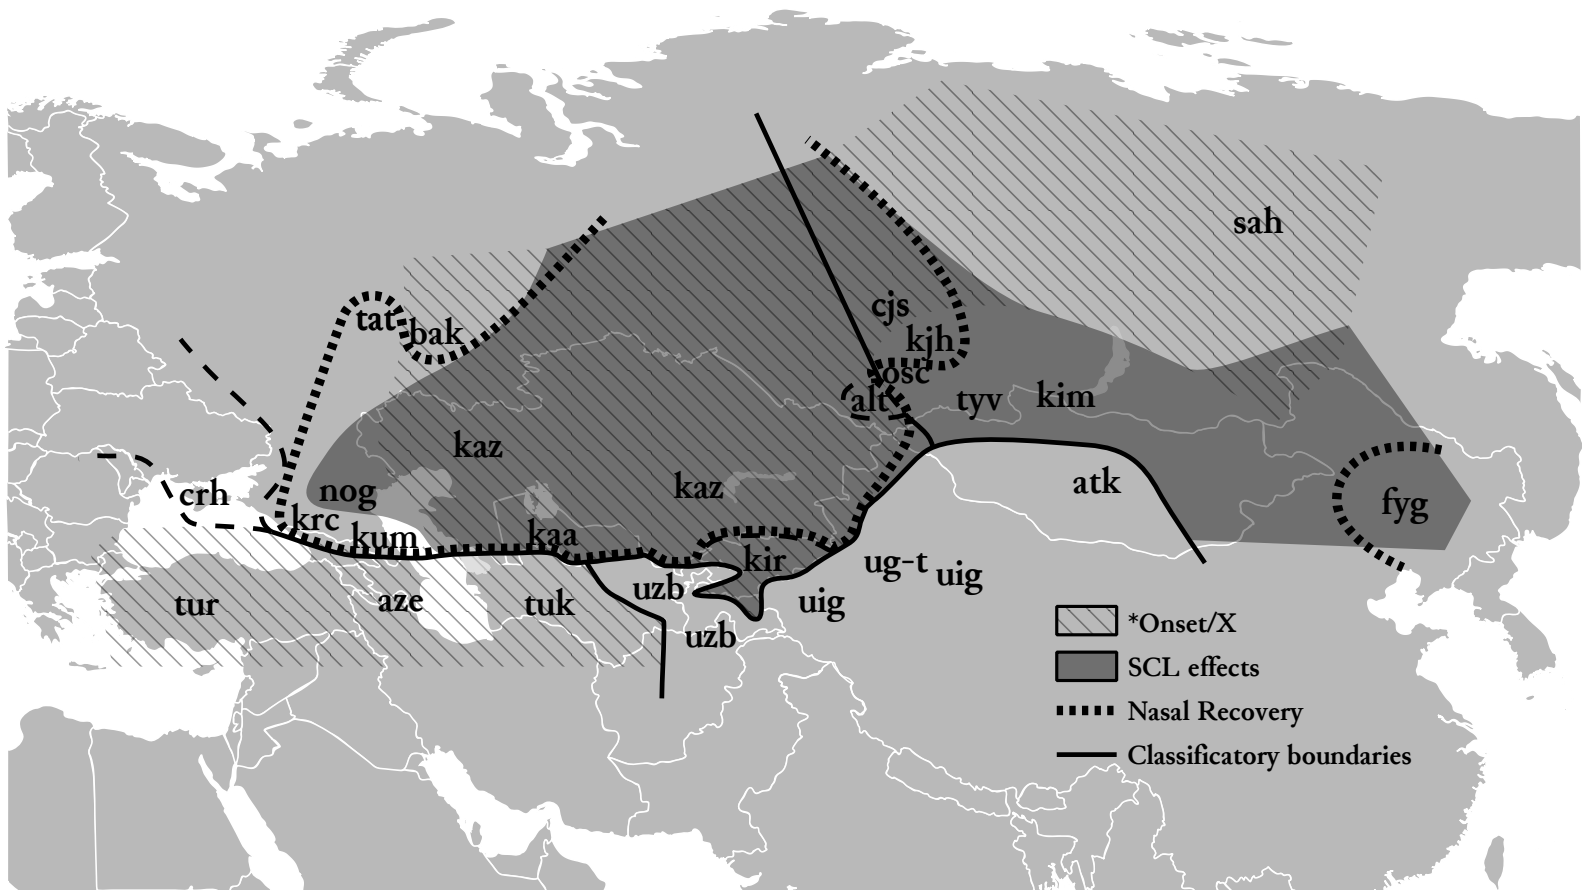 sah
cjs
tat
bak
kjh
osc
alt
tyv
kim
kaz
kaz
nog
crh
krc
kum
kaa
kir
atk
fyg
ug-t
uig
uzb
uig
tur
aze
tuk
uzb
*Onset/X
SCL effects
Nasal Recovery
Classificatory boundaries